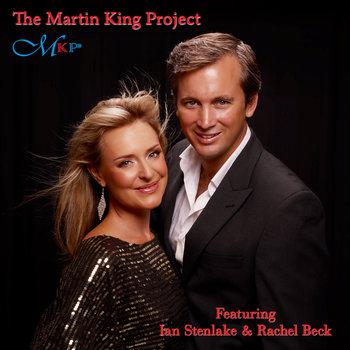 The Martin King Project
MKP
Featuring
Ian Stenlake & Rachel Beck